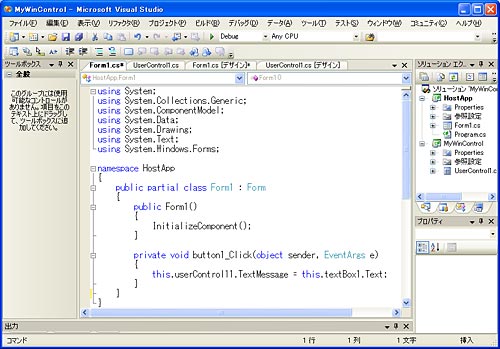 MyWinControl - Microsoft Visual Studio
ファイル(F) 編集(E) 表示(V) リファクタ(R) プロジェクト(P) ビルド(B) デバッグ(D) データ(A) ツール(T) テスト(S) ウィンドウ(W) コミュニティ(C) ヘルプ(H)
Debug Any CPU
ツールボックス
全般
このグループには使用
可能なコントロールが
ありません。項目をこの
テキスト上にドラッグし
て、ツールボックスに追
加してください。
Form1.cs* UserControl1.cs Form1.cs [デザイン]* UserControl1.cs [デザイン]
HostApp.Form1 Form1()
using System;
using System.Collections.Generic;
using System.ComponentModel;
using System.Data;
using System.Drawing;
using System.Text;
using System.Windows.Forms;
namespace HostApp
{
public partial class Form1 : Form
{
public Form1()
{
InitializeComponent();
}
private void button1_Click(object sender, EventArgs e)
{
this.userControl11.TextMessage = this.textBox1.Text;
}
}
}
ソリューション エクス...
ソリューション 'MyWinCo
HostApp
Properties
参照設定
Form1.cs
Program.cs
MyWinControl
Properties
参照設定
UserControl1.c
プロパティ
出力
コマンド 1 行 1 列 1 文字 挿入